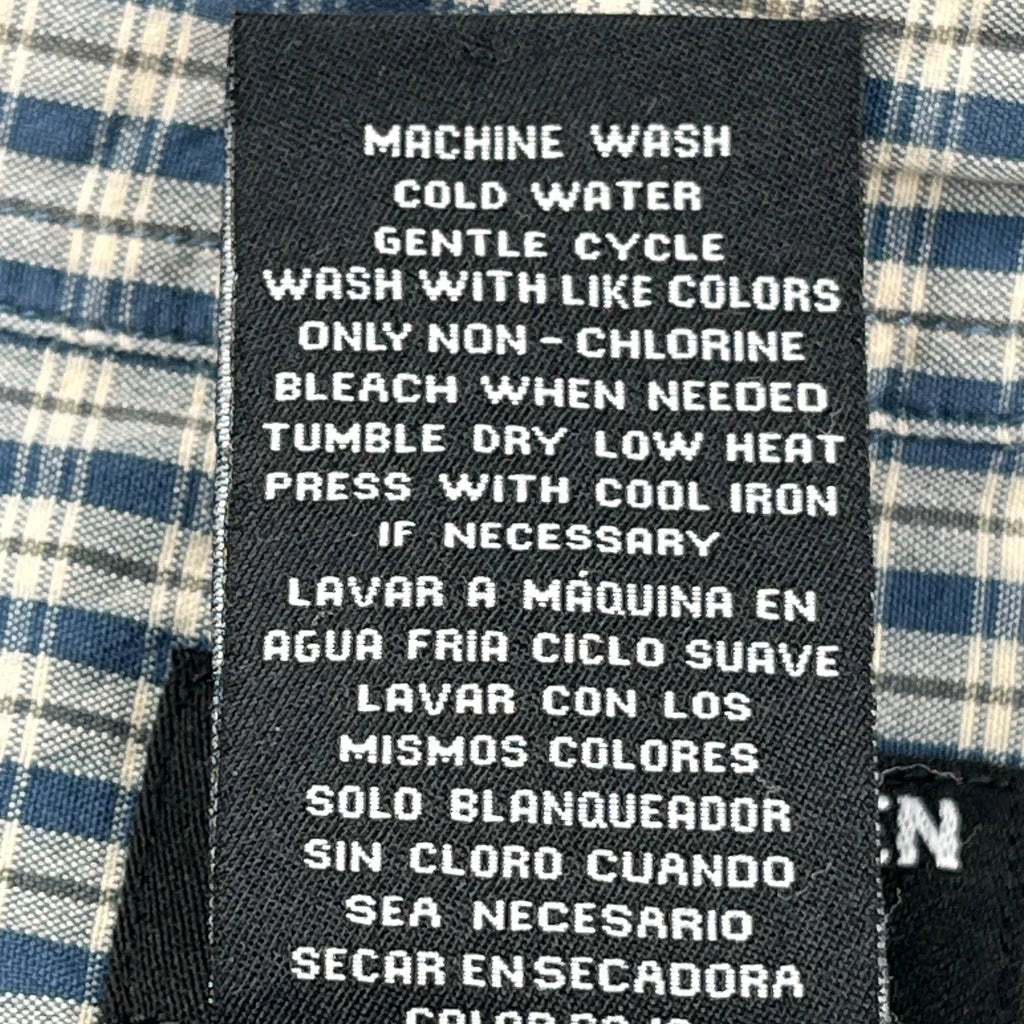 MACHINE WASH
COLD WATER
GENTLE CYCLE
WASH WITH LIKE COLORS
ONLY NON - CHLORINE
BLEACH WHEN NEEDED
TUMBLE DRY LOW HEAT
PRESS WITH COOL IRON
IF NECESSARY
LAVAR A MÁQUINA EN
AGUA FRIA CICLO SUAVE
LAVAR CON LOS
MISMOS COLORES
SOLO BLANQUEADOR
SIN CLORO CUANDO
SEA NECESARIO
SECAR EN SECADORA